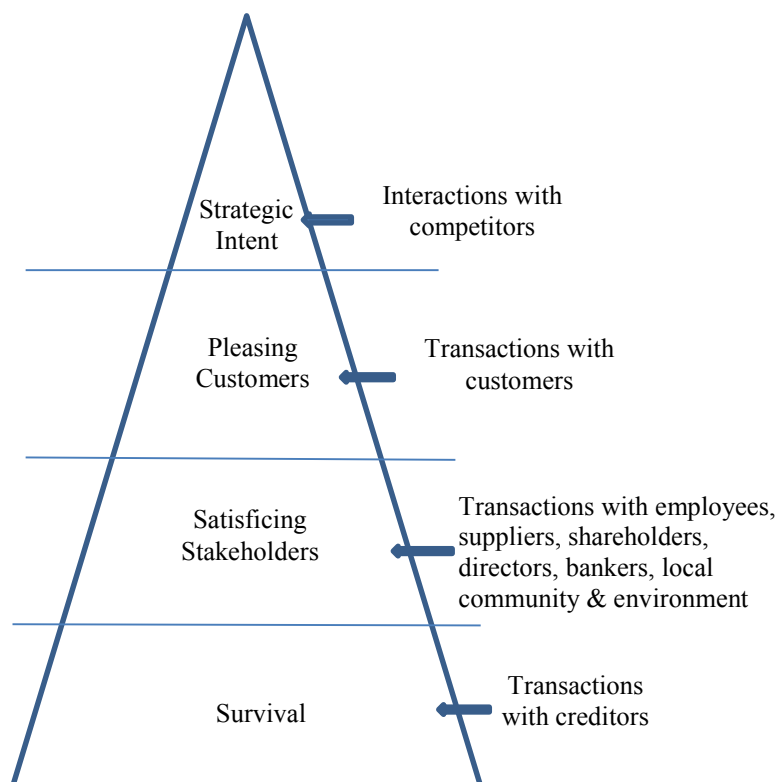 Strategic
Intent
Interactions with
competitors
Pleasing
Customers
Transactions with
customers
Satisficing
Stakeholders
Transactions with employees,
suppliers, shareholders,
directors, bankers, local
community & environment
Survival
Transactions
with creditors